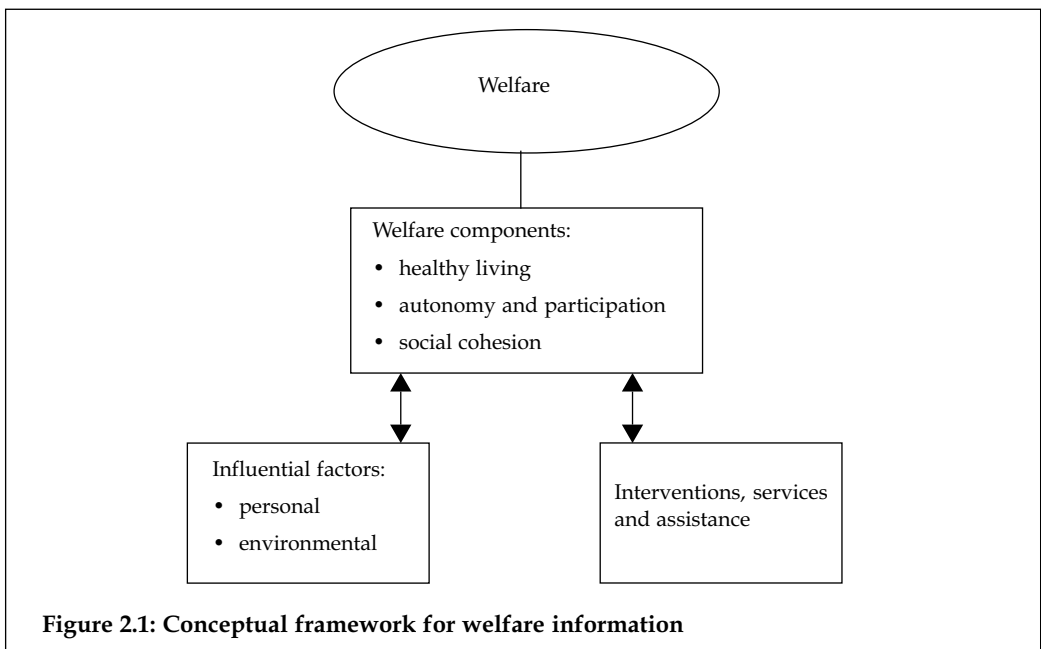 Welfare
Welfare components:
• healthy living
• autonomy and participation
• social cohesion
Influential factors:
• personal
• environmental
Interventions, services
and assistance
Figure 2.1: Conceptual framework for welfare information